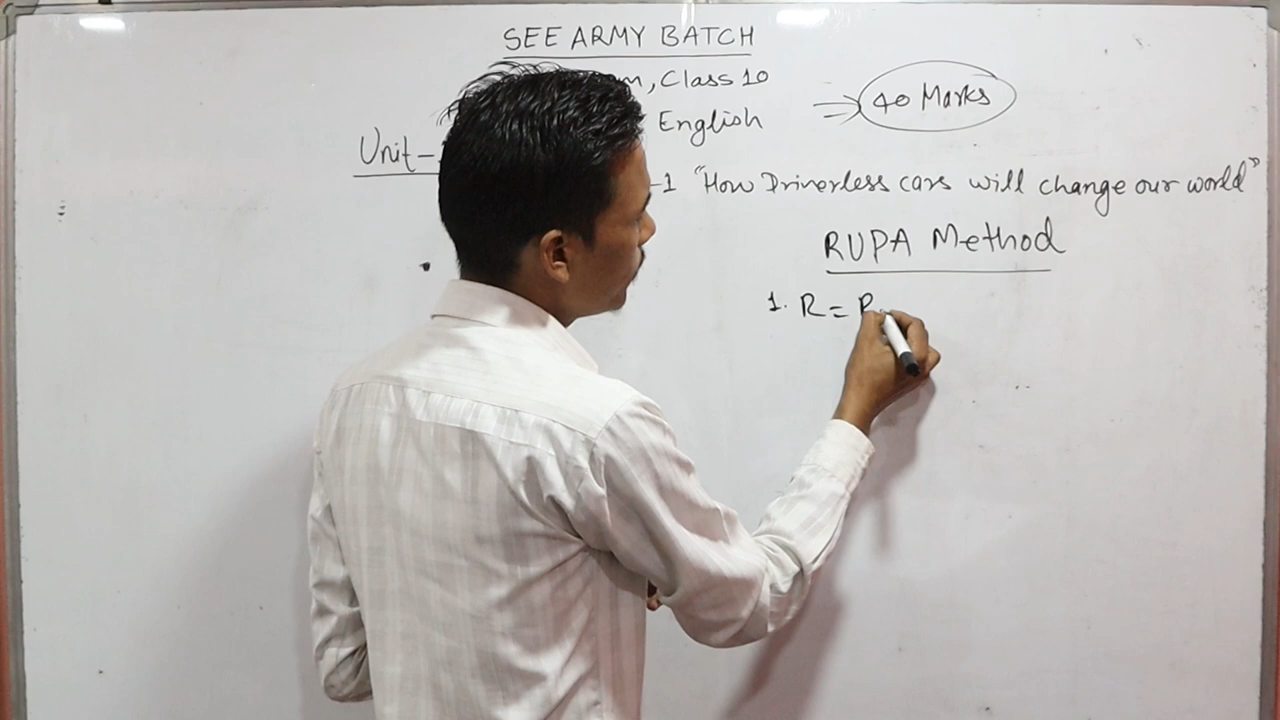 SEE ARMY BATCH
, Class 10
English
⇒ 40 Marks
Unit-
-1 "How Driverless cars will change our world"
RUPA Method
1. R = R